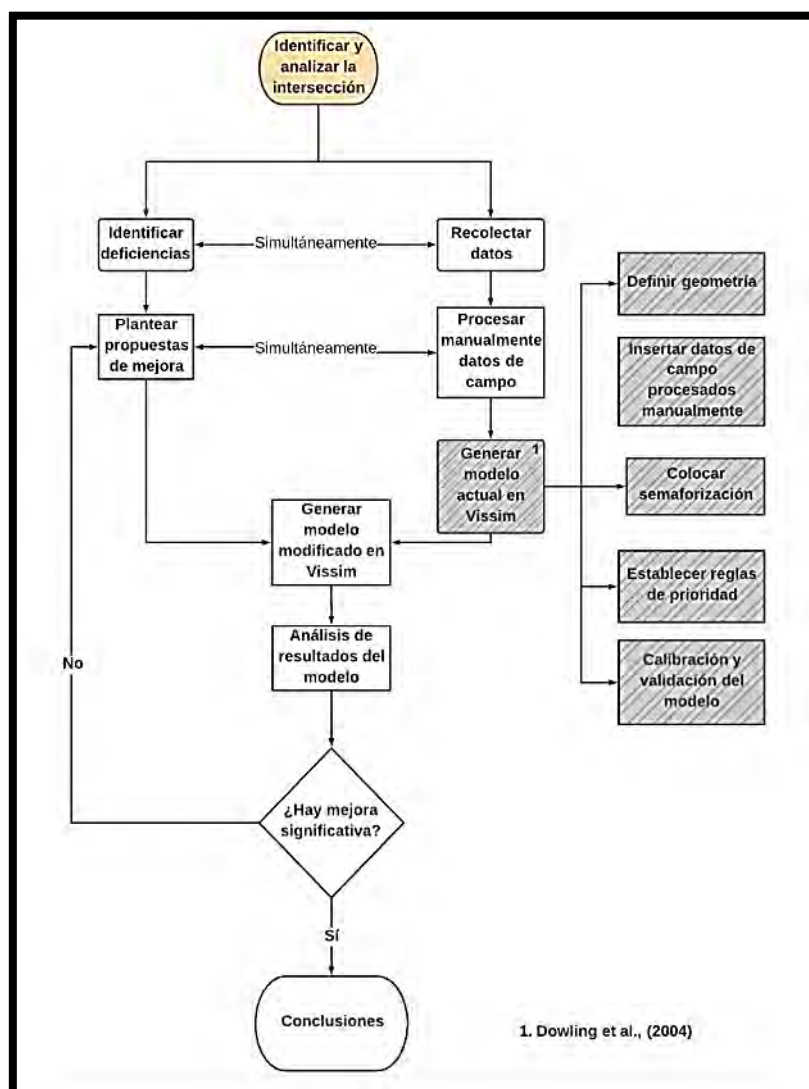 Identificar y
analizar la
intersección
Identificar
deficiencias
Simultáneamente
Recolectar
datos
Definir geometría
Plantear
propuestas
de mejora
Simultáneamente
Procesar
manualmente
datos de
campo
Insertar datos de
campo
procesados
manualmente
Generar
modelo
actual en
Vissim
1
Colocar
semaforización
Generar
modelo
modificado en
Vissim
Establecer reglas
de prioridad
Análisis de
resultados del
modelo
Calibración y
validación del
modelo
No
¿Hay mejora
significativa?
Sí
Conclusiones
1. Dowling et al., (2004)